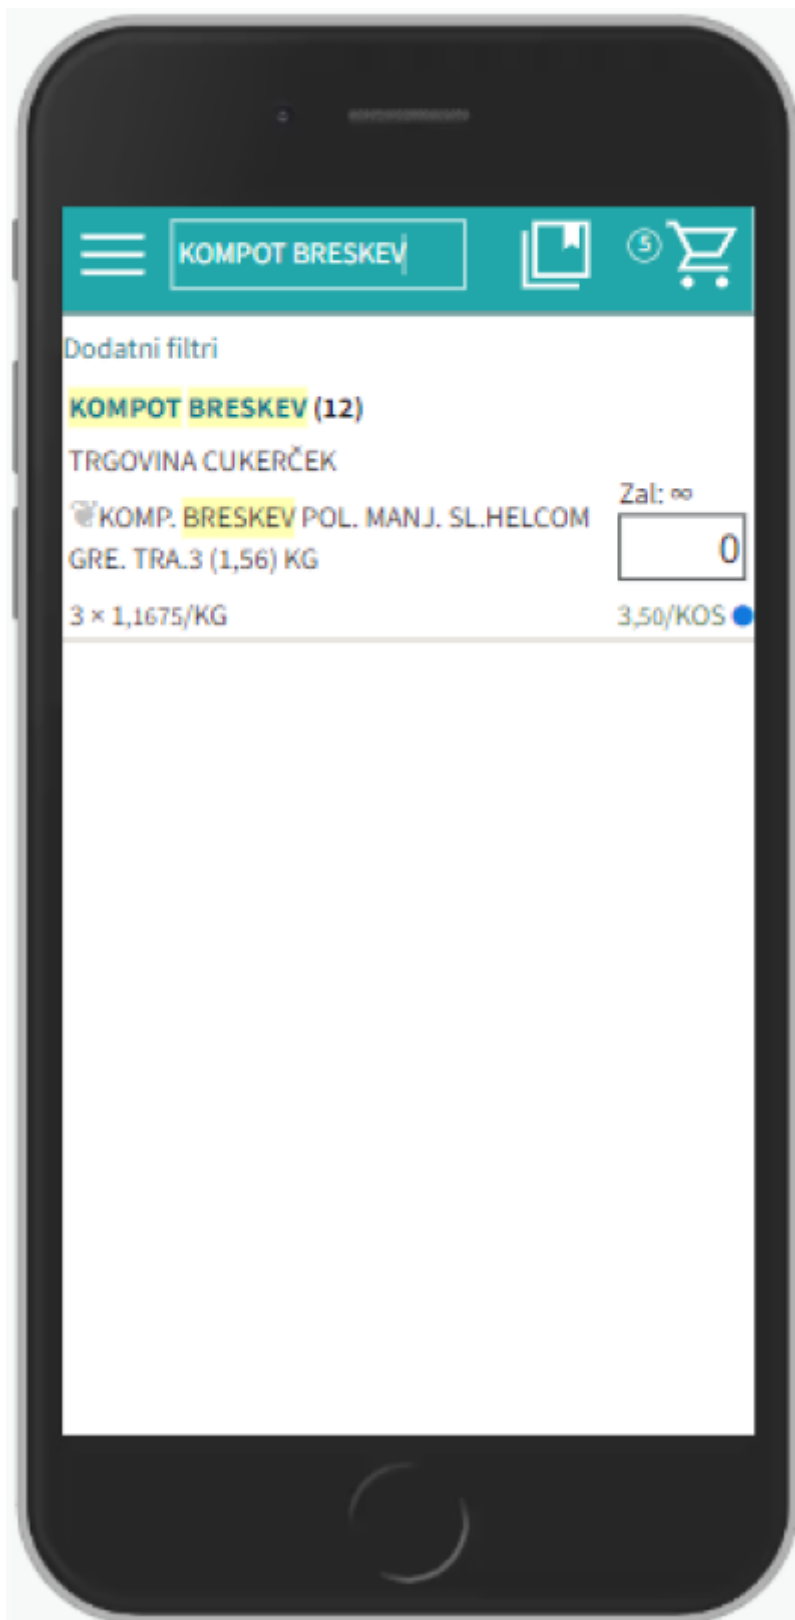 KOMPOT BRESKEV
5
Dodatni filtri
KOMPOT BRESKEV (12)
TRGOVINA CUKERČEK
KOMP. BRESKEV POL. MANJ. SL.HELCOM
GRE. TRA.3 (1,56) KG
Zal: ∞
0
3 × 1,1675/KG
3,50/KOS